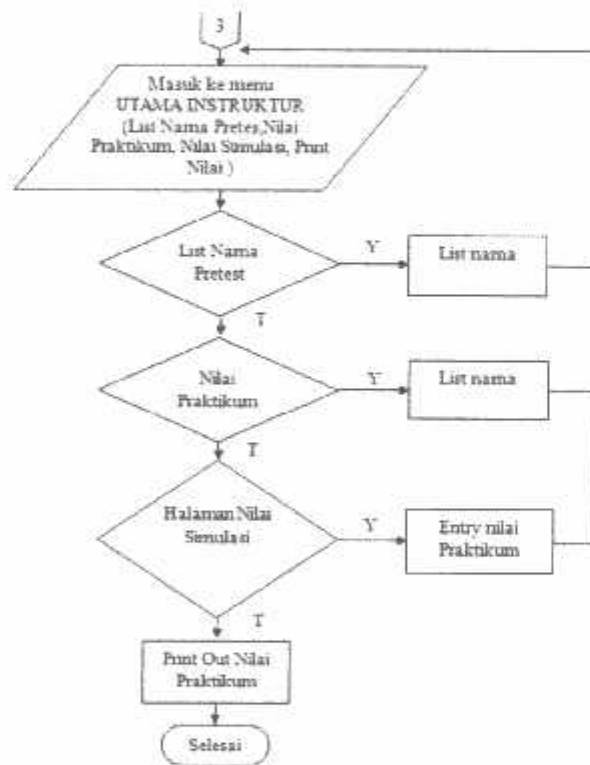 3
Masuk ke menu
UTAMA INSTRUKTUR
(List Nama Pretes,Nilai
Praktikum, Nilai Simulasi, Print
Nilai )
List Nama
Pretest
Y
List nama
T
Nilai
Praktikum
Y
List nama
T
Halaman Nilai
Simulasi
Y
Entry nilai
Praktikum
T
Print Out Nilai
Praktikum
Selesai